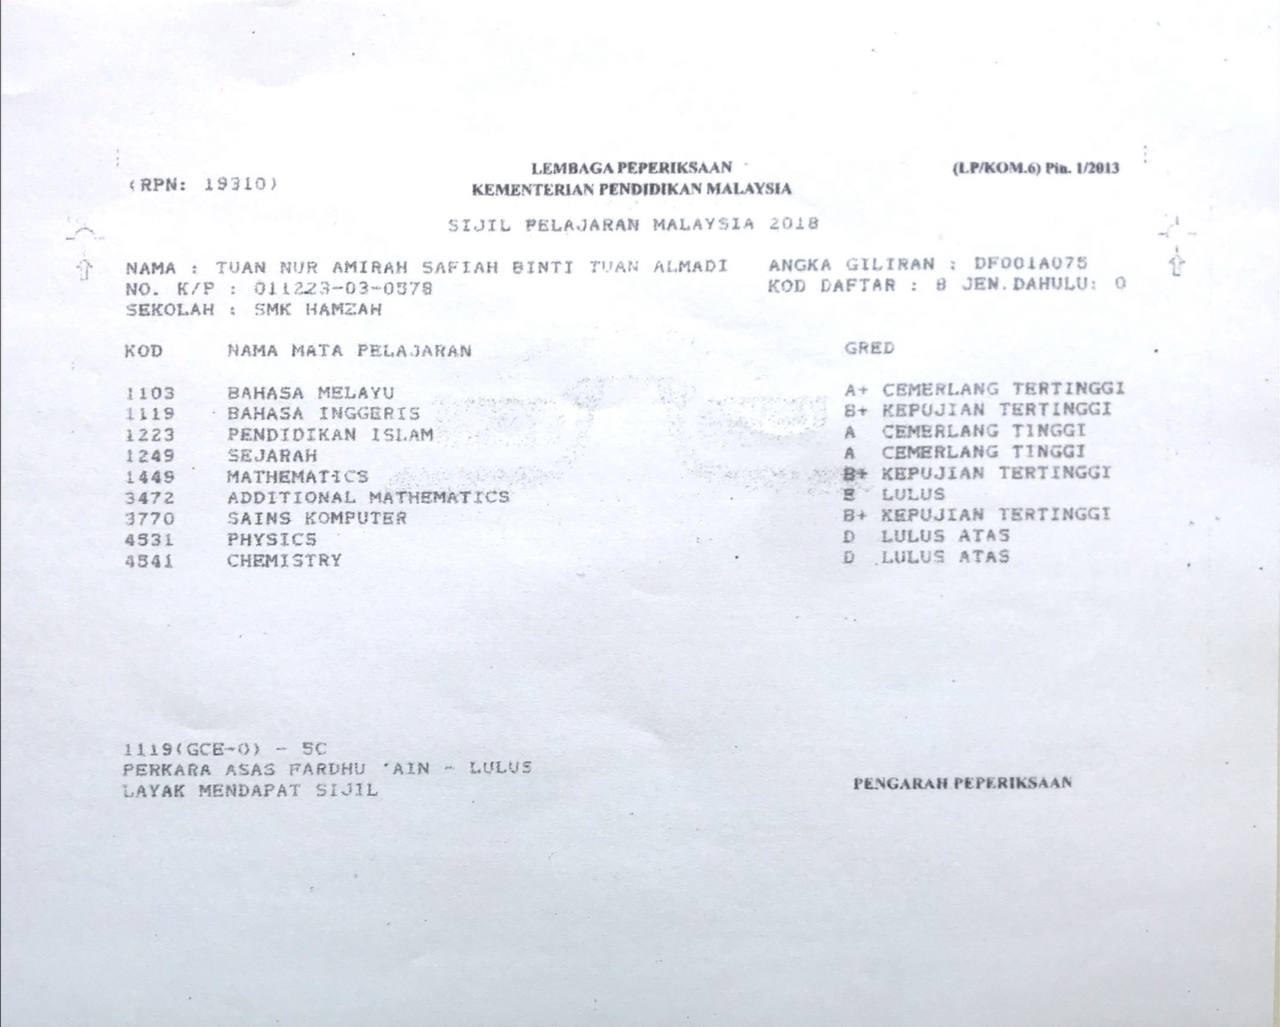 (RPN: 19310)
LEMBAGA PEPERIKSAAN
KEMENTERIAN PENDIDIKAN MALAYSIA
(LP/KOM.6) Pin. 1/2013
SIJIL PELAJARAN MALAYSIA 2018
NAMA : TUAN NUR AMIRAH SAFIAH BINTI TUAN ALMADI ANGKA GILIRAN : DF001A075
NO. K/P : 011223-03-0578 KOD DAFTAR : B JEN.DAHULU: 0
SEKOLAH : SMK HAMZAH
KOD NAMA MATA PELAJARAN GRED
1103 BAHASA MELAYU A+ CEMERLANG TERTINGGI
1119 BAHASA INGGERIS B+ KEPUJIAN TERTINGGI
1223 PENDIDIKAN ISLAM A CEMERLANG TINGGI
1249 SEJARAH A CEMERLANG TINGGI
1449 MATHEMATICS B+ KEPUJIAN TERTINGGI
3472 ADDITIONAL MATHEMATICS LULUS
3770 SAINS KOMPUTER B+ KEPUJIAN TERTINGGI
4531 PHYSICS D LULUS ATAS
4541 CHEMISTRY D LULUS ATAS
1119(GCE-O) - 5C
PERKARA ASAS FARDHU 'AIN - LULUS
LAYAK MENDAPAT SIJIL
PENGARAH PEPERIKSAAN